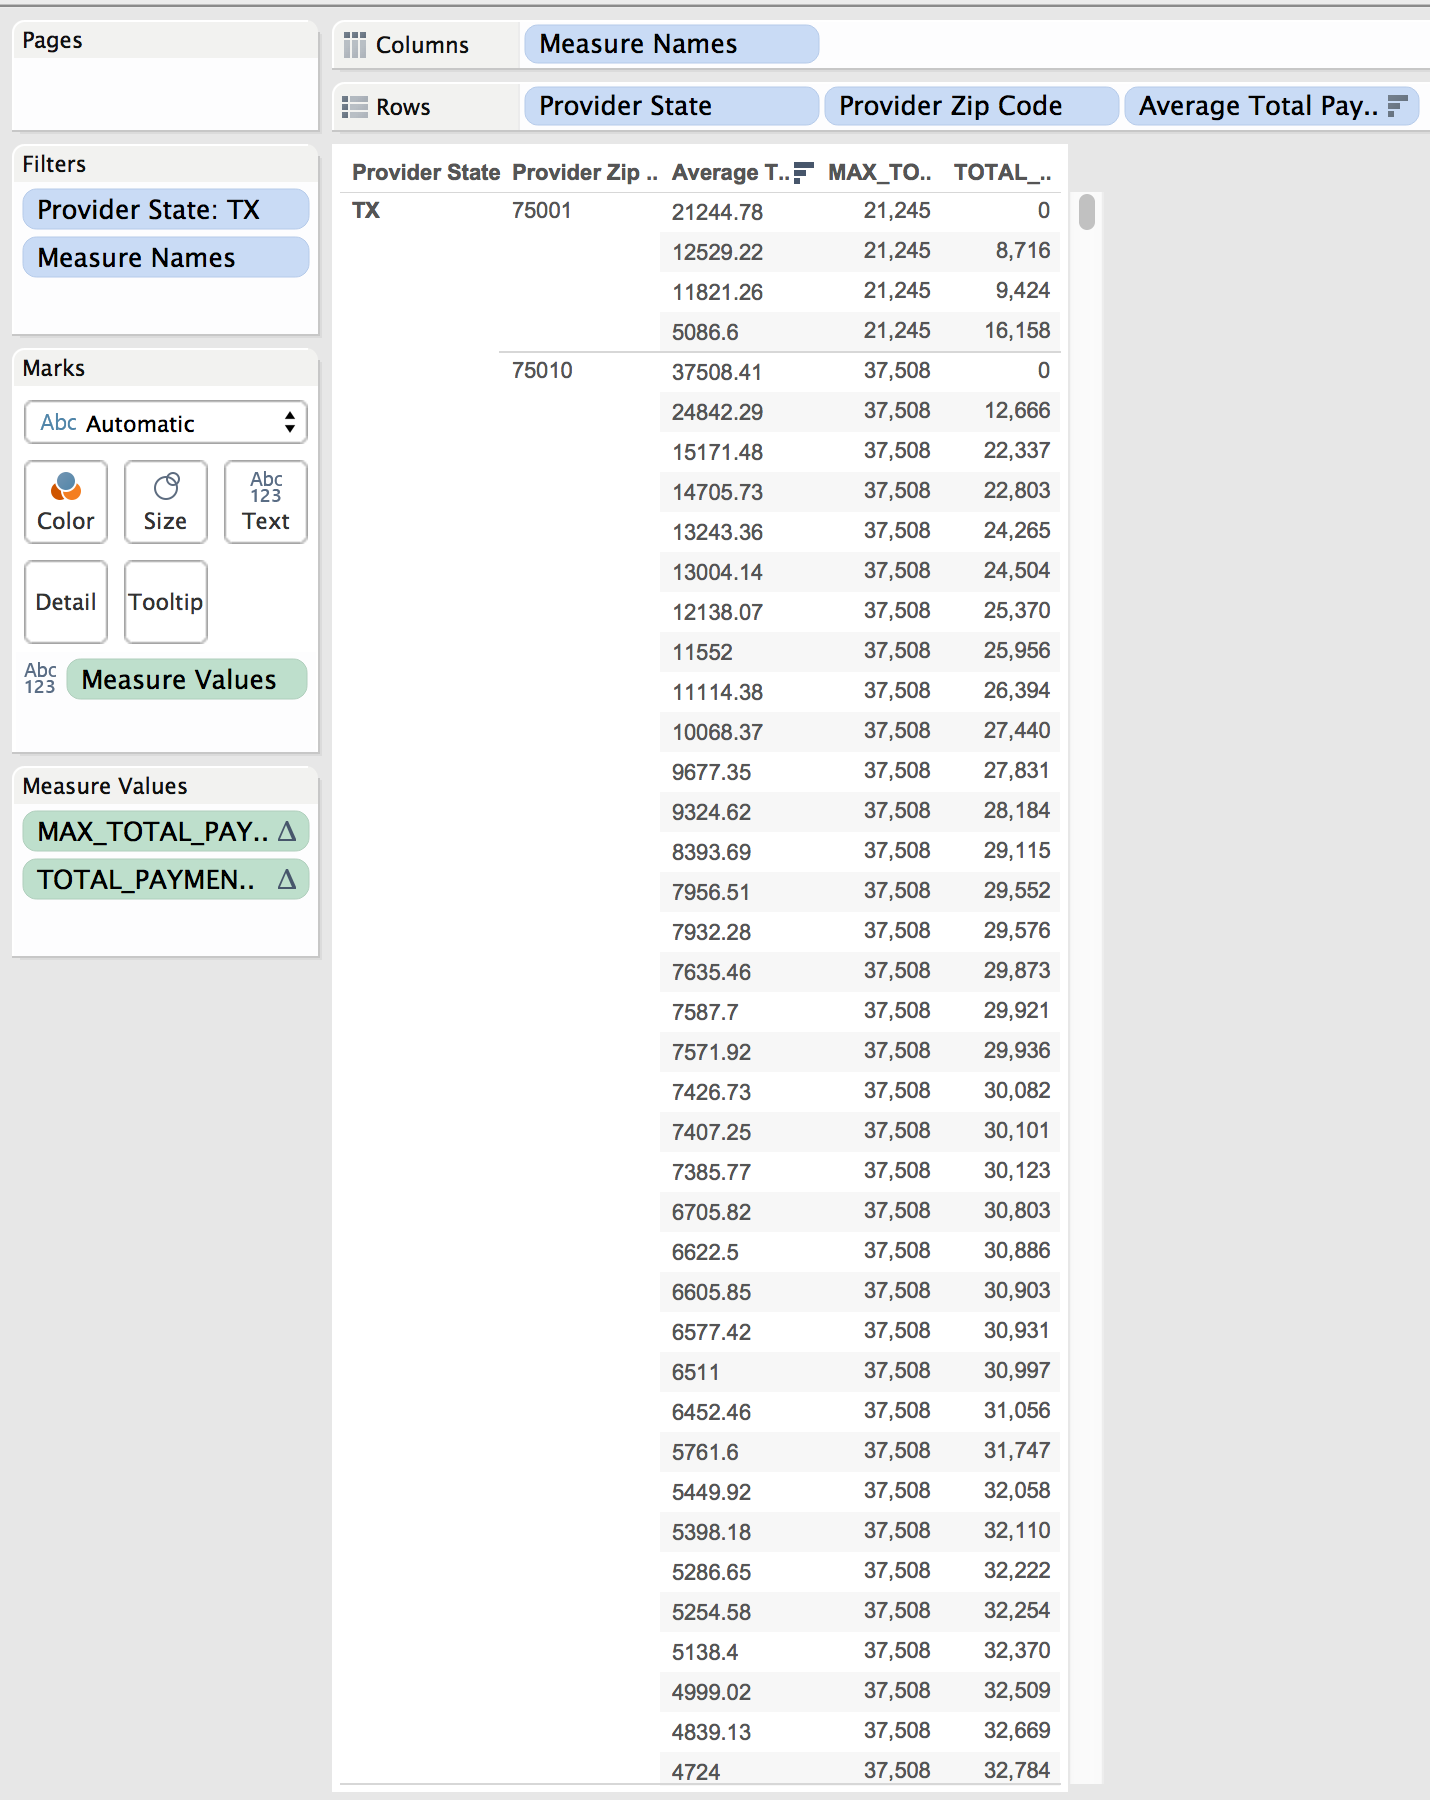 Pages
Columns Measure Names
Rows Provider State Provider Zip Code Average Total Pay..
Filters
Provider State: TX
Measure Names
Marks
Abc Automatic
Color Size Abc 123 Text
Detail Tooltip
Abc 123 Measure Values
Measure Values
MAX_TOTAL_PAY.. Δ
TOTAL_PAYMEN.. Δ
Provider State Provider Zip .. Average T.. MAX_TO.. TOTAL_..
TX 75001 21244.78 21,245 0
12529.22 21,245 8,716
11821.26 21,245 9,424
5086.6 21,245 16,158
75010 37508.41 37,508 0
24842.29 37,508 12,666
15171.48 37,508 22,337
14705.73 37,508 22,803
13243.36 37,508 24,265
13004.14 37,508 24,504
12138.07 37,508 25,370
11552 37,508 25,956
11114.38 37,508 26,394
10068.37 37,508 27,440
9677.35 37,508 27,831
9324.62 37,508 28,184
8393.69 37,508 29,115
7956.51 37,508 29,552
7932.28 37,508 29,576
7635.46 37,508 29,873
7587.7 37,508 29,921
7571.92 37,508 29,936
7426.73 37,508 30,082
7407.25 37,508 30,101
7385.77 37,508 30,123
6705.82 37,508 30,803
6622.5 37,508 30,886
6605.85 37,508 30,903
6577.42 37,508 30,931
6511 37,508 30,997
6452.46 37,508 31,056
5761.6 37,508 31,747
5449.92 37,508 32,058
5398.18 37,508 32,110
5286.65 37,508 32,222
5254.58 37,508 32,254
5138.4 37,508 32,370
4999.02 37,508 32,509
4839.13 37,508 32,669
4724 37,508 32,784